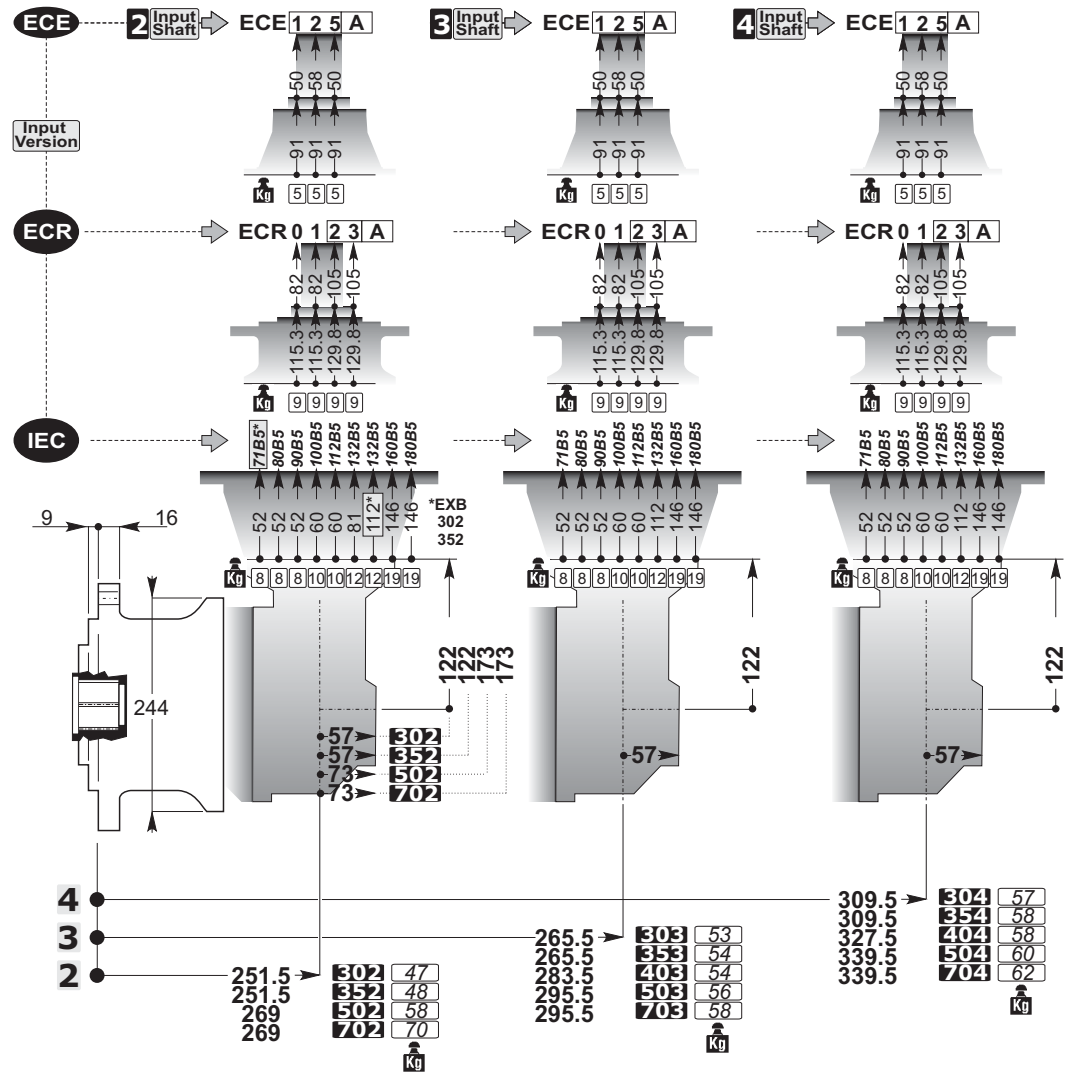 ECE 2 Input Shaft ECE 1 2 5 A 3 Input Shaft ECE 1 2 5 A 4 Input Shaft ECE 1 2 5 A
50 58 50 50 58 50 50 58 50
Input Version
91 91 91 91 91 91 91 91 91
Kg 5 5 5 Kg 5 5 5 Kg 5 5 5
ECR ECR 0 1 2 3 A ECR 0 1 2 3 A ECR 0 1 2 3 A
82 82 105 105 82 82 105 105 82 82 105 105
115.3 115.3 129.8 129.8 115.3 115.3 129.8 129.8 115.3 115.3 129.8 129.8
Kg 9 9 9 9 Kg 9 9 9 9 Kg 9 9 9 9
IEC 71B5* 80B5 90B5 100B5 112B5 132B5 132B5 160B5 180B5 71B5 80B5 90B5 100B5 112B5 132B5 160B5 180B5 71B5 80B5 90B5 100B5 112B5 132B5 160B5 180B5
52 52 52 60 60 81 112* 146 146 52 52 52 60 60 112 146 146 52 52 52 60 60 112 146 146
*EXB
302
352
9 16
Kg 8 8 8 10 10 12 12 19 19 Kg 8 8 8 10 10 12 19 19 Kg 8 8 8 10 10 12 19 19
122 122 173 173 122 122
244
57 302
57 352 57 57
73 502
73 702
4 309.5 304 57
309.5 354 58
3 265.5 303 53 327.5 404 58
265.5 353 54 339.5 504 60
2 251.5 302 47 283.5 403 54 339.5 704 62
251.5 352 48 295.5 503 56 Kg
269 502 58 295.5 703 58
269 702 70 Kg
Kg